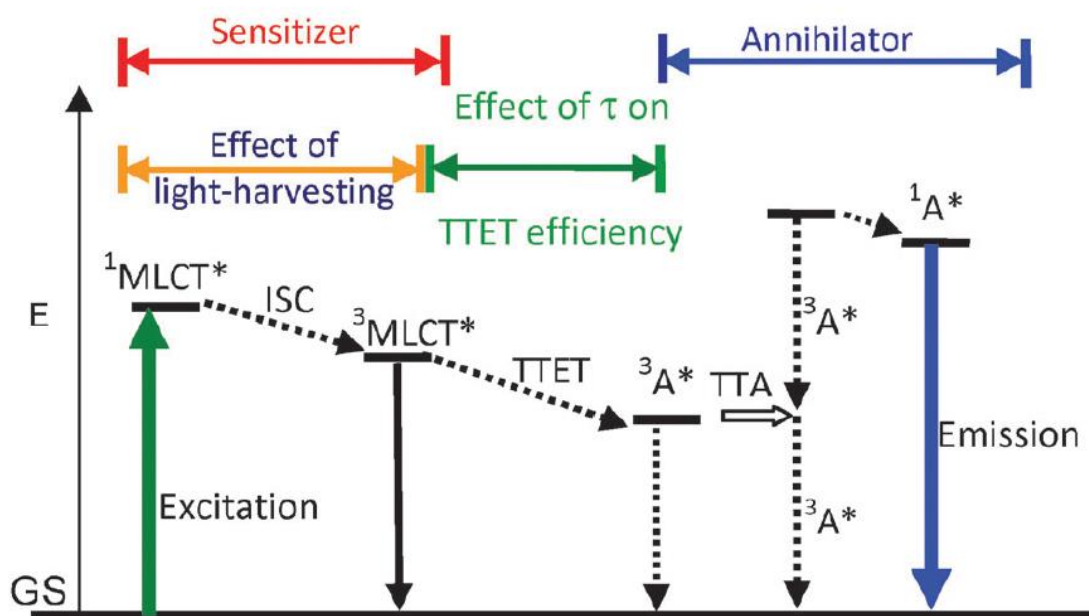 Sensitizer
Annihilator
Effect of τ on
Effect of
light-harvesting
TTET efficiency
¹A*
¹MLCT*
ISC
E
³MLCT*
³A*
TTET
³A*
TTA
Emission
Excitation
³A*
GS